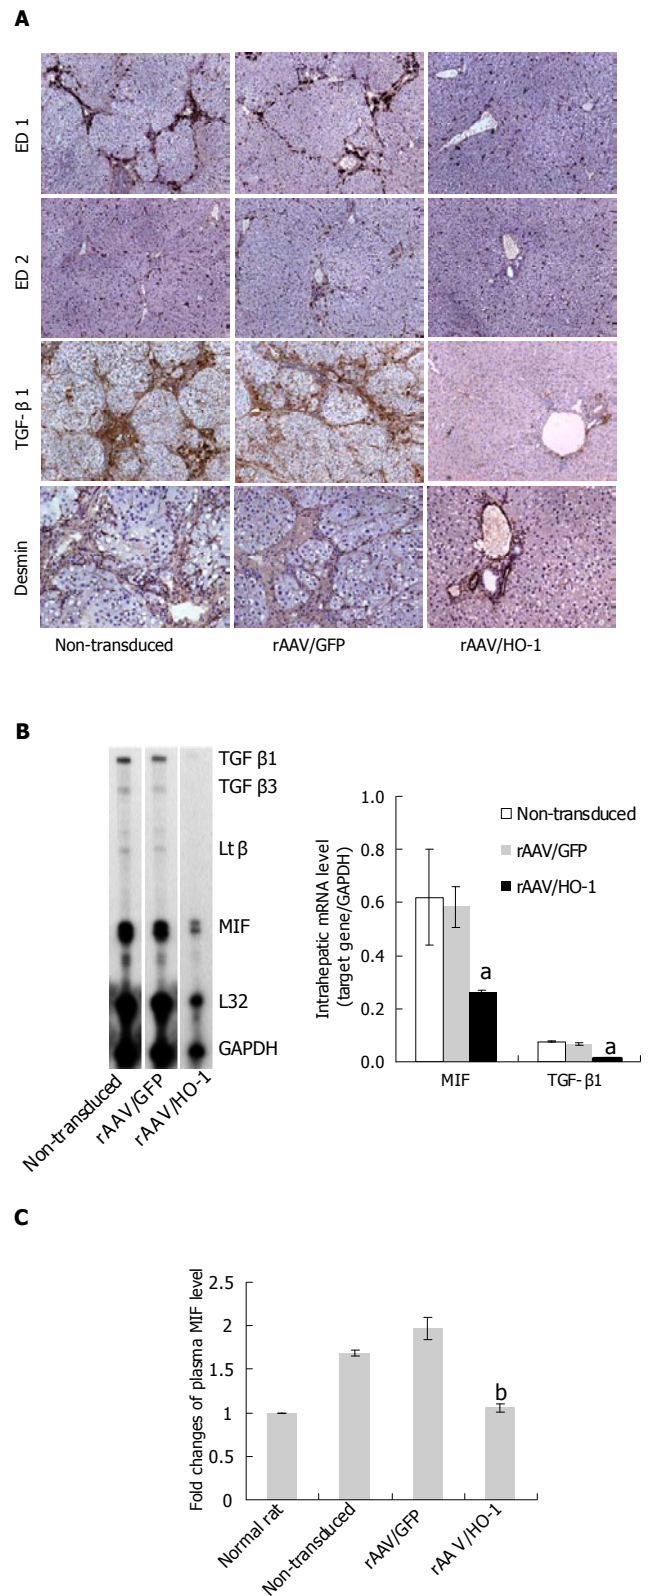 A
ED 1
ED 2
TGF- β 1
Desmin
Non-transduced
rAAV/GFP
rAAV/HO-1
B
TGF β1
TGF β3
Lt β
MIF
L32
GAPDH
Non-transduced
rAAV/GFP
rAAV/HO-1
Intrahepatic mRNA level
(target gene/GAPDH)
1.0
0.8
0.6
0.4
0.2
0.0
Non-transduced
rAAV/GFP
rAAV/HO-1
a
a
MIF
TGF- β1
C
Fold changes of plasma MIF level
2.5
2
1.5
1
0.5
0
b
Normal rat
Non-transduced
rAAV/GFP
rAA V/HO-1